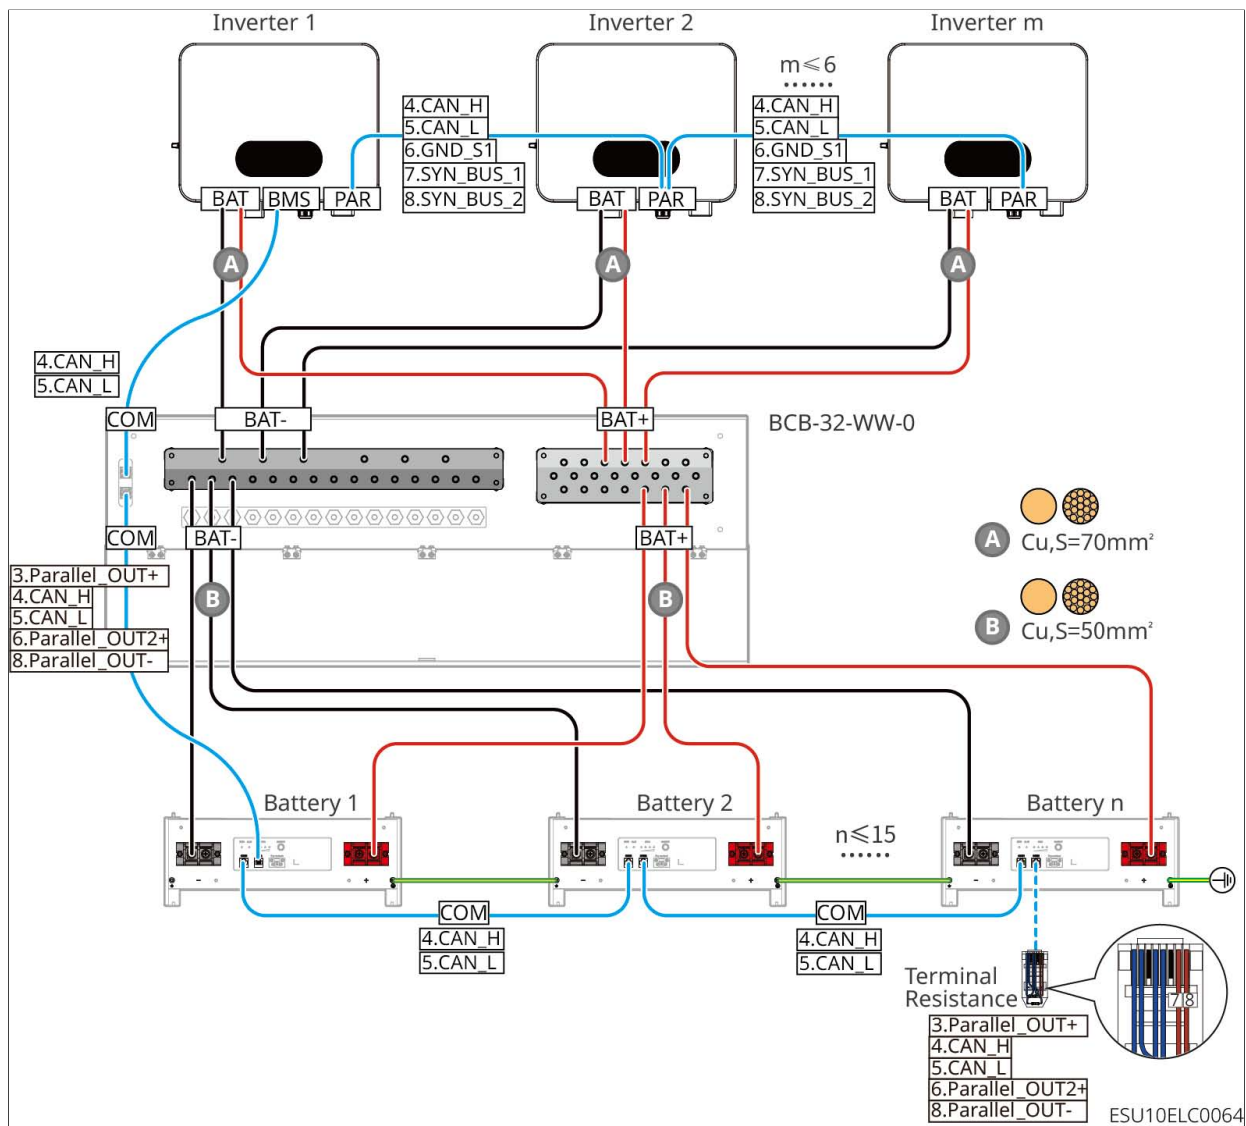 Inverter 1
Inverter 2
Inverter m
m≤6
......
4.CAN_H
5.CAN_L
6.GND_S1
7.SYN_BUS_1
8.SYN_BUS_2
4.CAN_H
5.CAN_L
6.GND_S1
7.SYN_BUS_1
8.SYN_BUS_2
BAT
BMS
PAR
BAT
PAR
BAT
PAR
A
A
A
4.CAN_H
5.CAN_L
COM
BAT-
BAT+
BCB-32-WW-0
COM
BAT-
BAT+
A
Cu,S=70mm²
B
Cu,S=50mm²
3.Parallel_OUT+
4.CAN_H
5.CAN_L
6.Parallel_OUT2+
8.Parallel_OUT-
B
B
Battery 1
Battery 2
Battery n
n≤15
......
-
+
-
+
-
+
COM
4.CAN_H
5.CAN_L
COM
4.CAN_H
5.CAN_L
Terminal
Resistance
7 8
3.Parallel_OUT+
4.CAN_H
5.CAN_L
6.Parallel_OUT2+
8.Parallel_OUT-
ESU10ELC0064